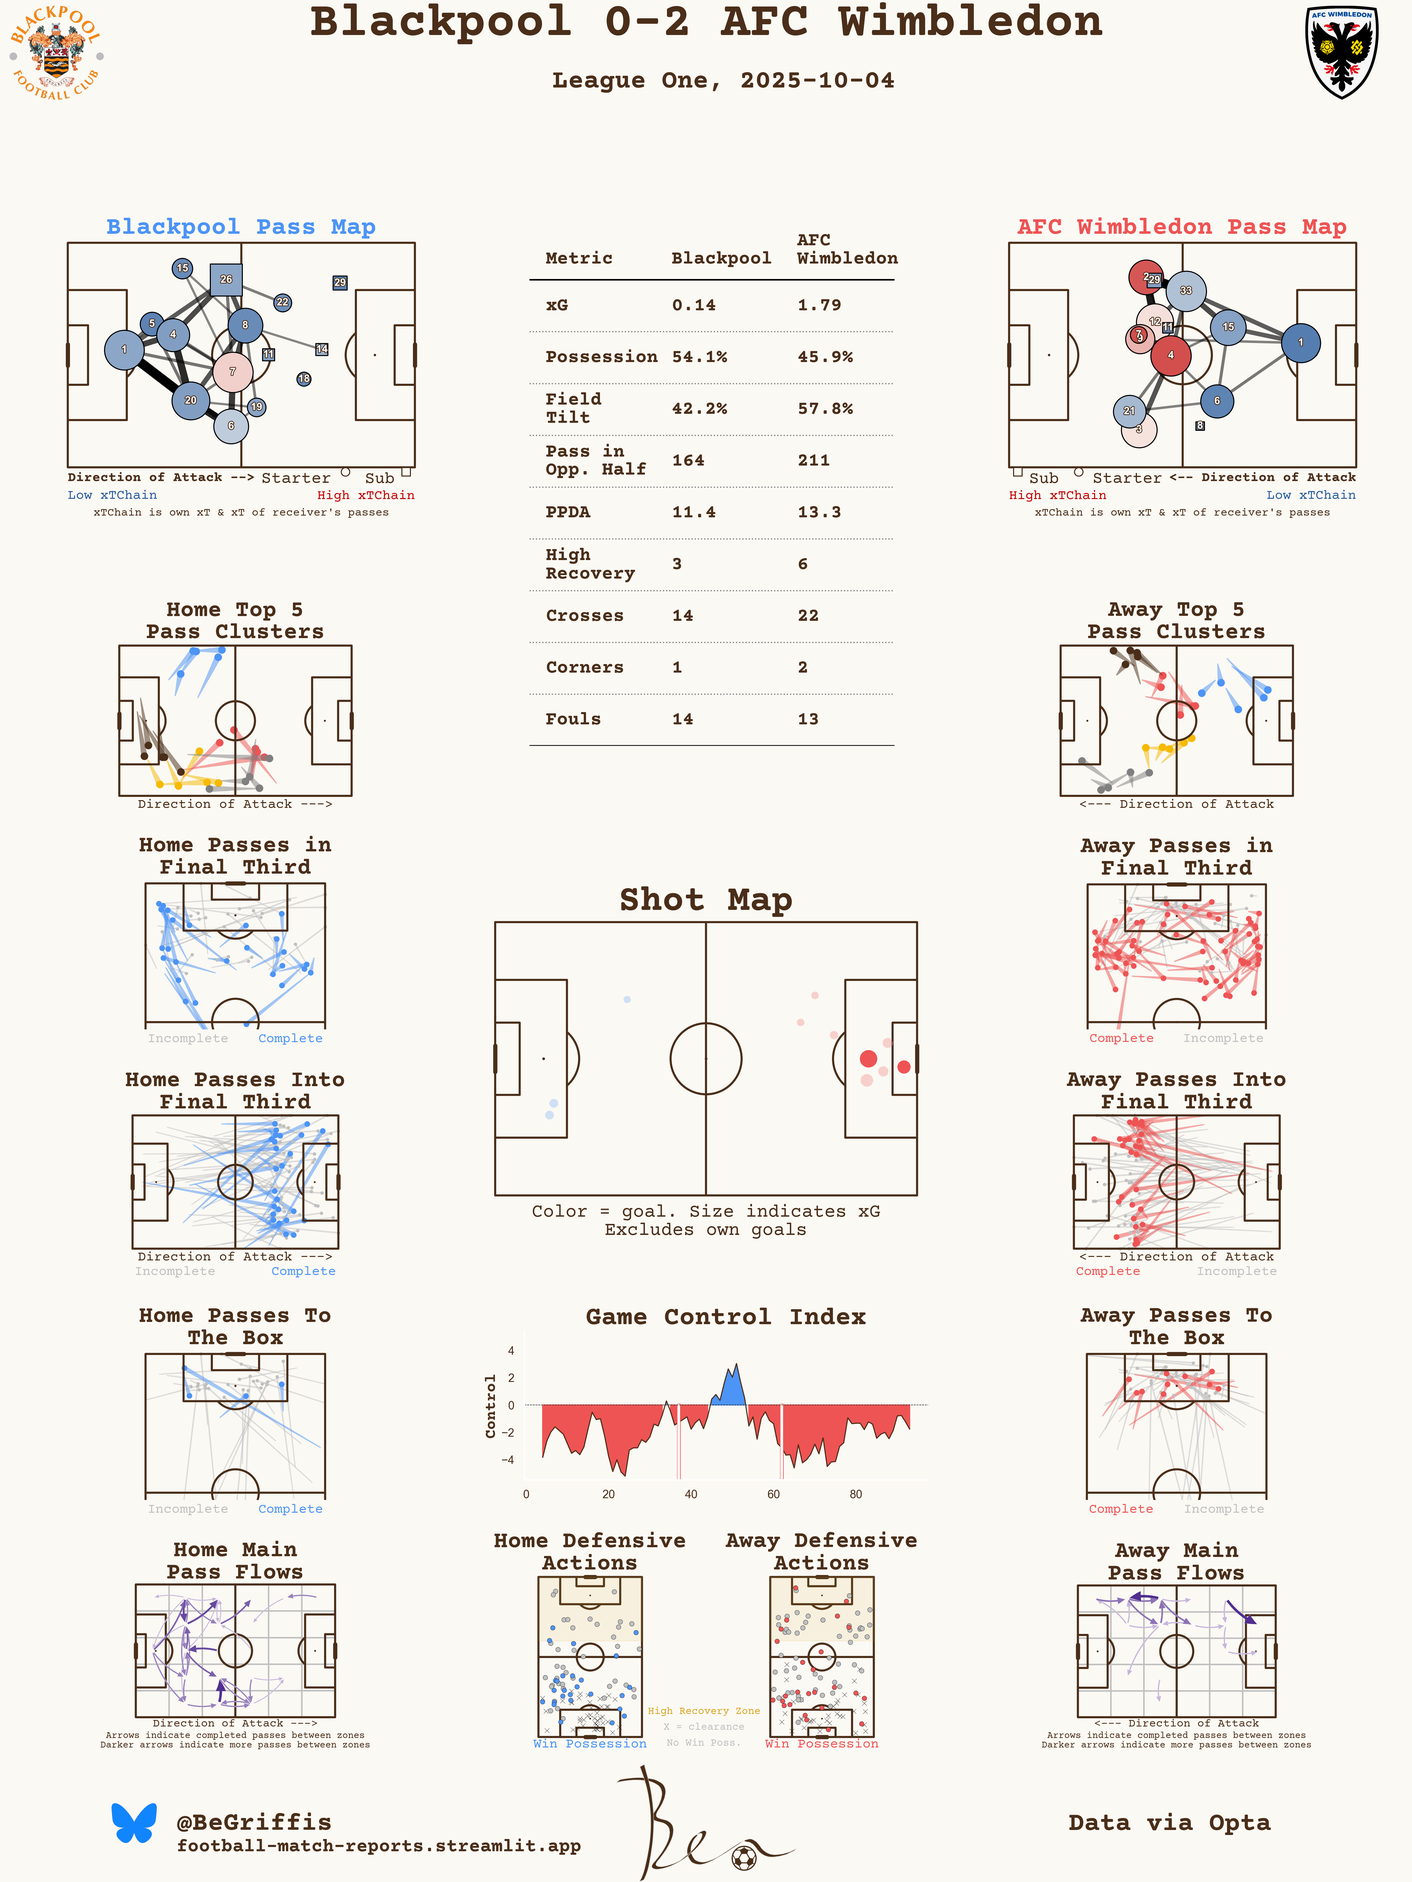 Blackpool 0-2 AFC Wimbledon
League One, 2025-10-04
BLACKPOOL
FOOTBALL CLUB
AFC WIMBLEDON
Blackpool Pass Map
15
26
29
22
5
4
8
1
11
14
7
18
20
19
6
Direction of Attack --> Starter Sub
Low xTChain High xTChain
xTChain is own xT & xT of receiver's passes
Metric Blackpool AFC
Wimbledon
xG 0.14 1.79
Possession 54.1% 45.9%
Field
Tilt 42.2% 57.8%
Pass in
Opp. Half 164 211
PPDA 11.4 13.3
High
Recovery 3 6
Crosses 14 22
Corners 1 2
Fouls 14 13
AFC Wimbledon Pass Map
29
33
12
11
15
7
1
4
6
21
3
8
Sub Starter <-- Direction of Attack
High xTChain Low xTChain
xTChain is own xT & xT of receiver's passes
Home Top 5
Pass Clusters
Direction of Attack --->
Away Top 5
Pass Clusters
<--- Direction of Attack
Home Passes in
Final Third
Incomplete Complete
Away Passes in
Final Third
Complete Incomplete
Shot Map
Color = goal. Size indicates xG
Excludes own goals
Home Passes Into
Final Third
Direction of Attack --->
Incomplete Complete
Away Passes Into
Final Third
<--- Direction of Attack
Complete Incomplete
Home Passes To
The Box
Incomplete Complete
Game Control Index
Control
4
2
0
−2
−4
0 20 40 60 80
Away Passes To
The Box
Complete Incomplete
Home Main
Pass Flows
Direction of Attack --->
Arrows indicate completed passes between zones
Darker arrows indicate more passes between zones
Home Defensive
Actions
Win Possession
High Recovery Zone
X = clearance
No Win Poss.
Away Defensive
Actions
Win Possession
Away Main
Pass Flows
<--- Direction of Attack
Arrows indicate completed passes between zones
Darker arrows indicate more passes between zones
@BeGriffis
football-match-reports.streamlit.app
Ben
Data via Opta